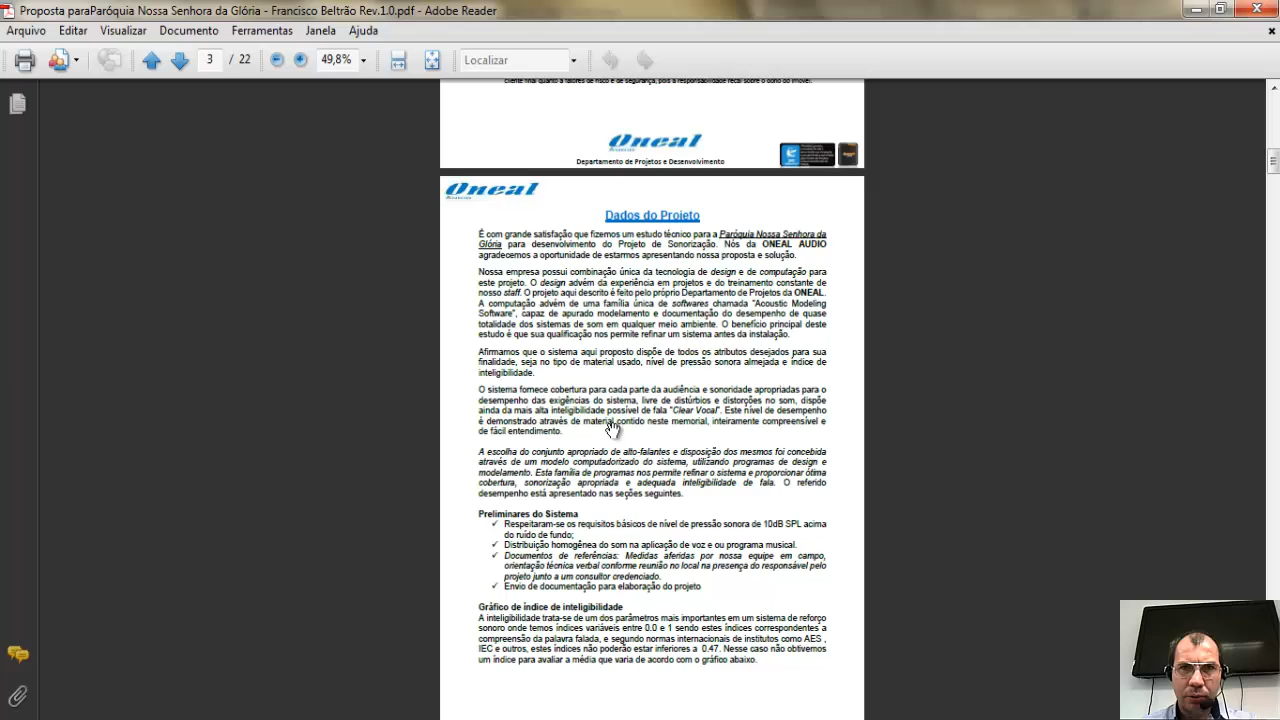 Proposta paraParóquia Nossa Senhora da Glória - Francisco Beltrão Rev.1.0.pdf - Adobe Reader
Arquivo Editar Visualizar Documento Ferramentas Janela Ajuda
3 / 22 49,8% Localizar
cliente final quanto a fatores de risco e de segurança, pois a responsabilidade recai sobre o dono do imóvel.
Oneal
Departamento de Projetos e Desenvolvimento
Oneal
Dados do Projeto
É com grande satisfação que fizemos um estudo técnico para a Paróquia Nossa Senhora da
Glória para desenvolvimento do Projeto de Sonorização. Nós da ONEAL AUDIO
agradecemos a oportunidade de estarmos apresentando nossa proposta e solução.
Nossa empresa possui combinação única da tecnologia de design e de computação para
este projeto. O design advém da experiência em projetos e do treinamento constante de
nosso staff. O projeto aqui descrito é feito pelo próprio Departamento de Projetos da ONEAL.
A computação advém de uma família única de softwares chamada "Acoustic Modeling
Software", capaz de apurado modelamento e documentação do desempenho de quase
totalidade dos sistemas de som em qualquer meio ambiente. O benefício principal deste
estudo é que sua qualificação nos permite refinar um sistema antes da instalação.
Afirmamos que o sistema aqui proposto dispõe de todos os atributos desejados para sua
finalidade, seja no tipo de material usado, nível de pressão sonora almejada e índice de
inteligibilidade.
O sistema fornece cobertura para cada parte da audiência e sonoridade apropriadas para o
desempenho das exigências do sistema, livre de distúrbios e distorções no som, dispõe
ainda da mais alta inteligibilidade possível de fala "Clear Vocal". Este nível de desempenho
é demonstrado através de material contido neste memorial, inteiramente compreensível e
de fácil entendimento.
A escolha do conjunto apropriado de alto-falantes e disposição dos mesmos foi concebida
através de um modelo computadorizado do sistema, utilizando programas de design e
modelamento. Esta família de programas nos permite refinar o sistema e proporcionar ótima
cobertura, sonorização apropriada e adequada inteligibilidade de fala. O referido
desempenho está apresentado nas seções seguintes.
Preliminares do Sistema
✓ Respeitaram-se os requisitos básicos de nível de pressão sonora de 10dB SPL acima
do ruído de fundo;
✓ Distribuição homogênea do som na aplicação de voz e ou programa musical.
✓ Documentos de referências: Medidas aferidas por nossa equipe em campo,
orientação técnica verbal conforme reunião no local na presença do responsável pelo
projeto junto a um consultor credenciado.
✓ Envio de documentação para elaboração do projeto
Gráfico de índice de inteligibilidade
A inteligibilidade trata-se de um dos parâmetros mais importantes em um sistema de reforço
sonoro onde temos índices variáveis entre 0.0 e 1 sendo estes índices correspondentes a
compreensão da palavra falada, e segundo normas internacionais de institutos como AES ,
IEC e outros, estes índices não poderão estar inferiores a 0.47. Nesse caso não obtivemos
um índice para avaliar a média que varia de acordo com o gráfico abaixo.